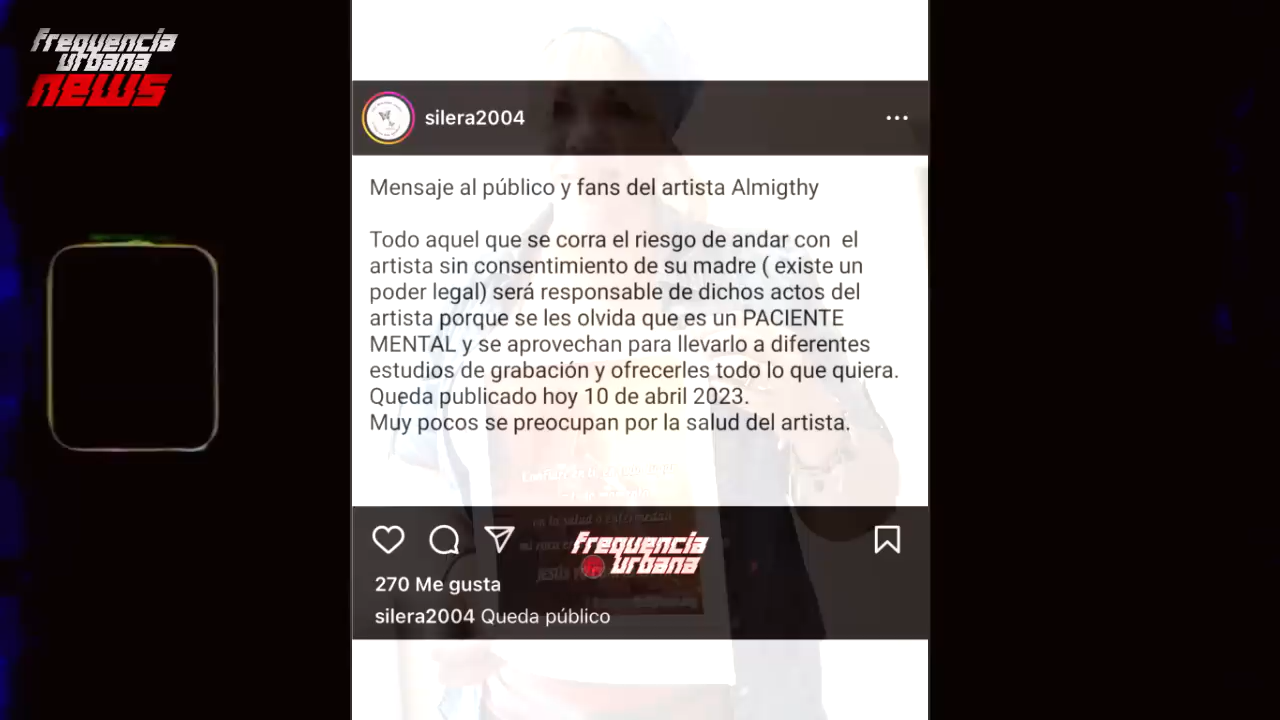 frequencia
urbana
news
silera2004
Mensaje al público y fans del artista Almigthy
Todo aquel que se corra el riesgo de andar con el
artista sin consentimiento de su madre ( existe un
poder legal) será responsable de dichos actos del
artista porque se les olvida que es un PACIENTE
MENTAL y se aprovechan para llevarlo a diferentes
estudios de grabación y ofrecerles todo lo que quiera.
Queda publicado hoy 10 de abril 2023.
Muy pocos se preocupan por la salud del artista.
en la salud o enfermedad
frequencia
urbana
270 Me gusta
silera2004 Queda público